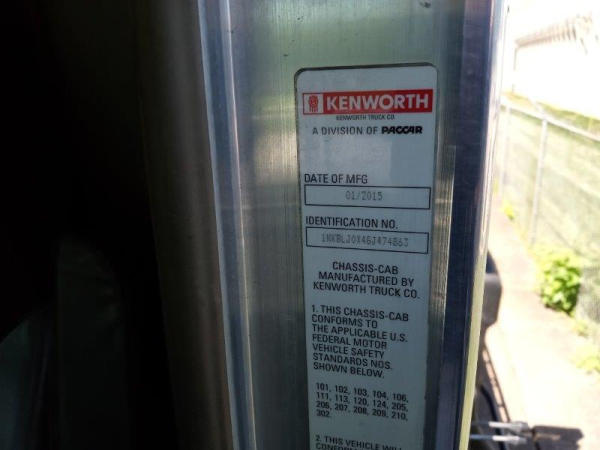 KENWORTH
KENWORTH TRUCK CO.
A DIVISION OF PACCAR
DATE OF MFG
01/2015
IDENTIFICATION NO.
CHASSIS-CAB
MANUFACTURED BY
KENWORTH TRUCK CO.
1. THIS CHASSIS-CAB
CONFORMS TO
THE APPLICABLE U.S.
FEDERAL MOTOR
VEHICLE SAFETY
STANDARDS NOS.
SHOWN BELOW.
101, 102, 103, 104, 106,
111, 113, 120, 124, 205,
206, 207, 208, 209, 210,
302.
2. THIS VEHICLE WILL